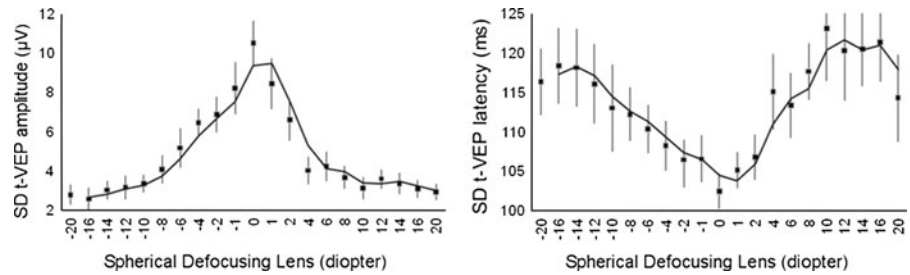 SD t-VEP amplitude (µV)
12
10
8
6
4
2
-20 -16 -14 -12 -10 -8 -6 -4 -2 -1 0 1 2 4 6 8 10 12 14 16 20
Spherical Defocusing Lens (diopter)
SD t-VEP latency (ms)
125
120
115
110
105
100
-20 -16 -14 -12 -10 -8 -6 -4 -2 -1 0 1 2 4 6 8 10 12 14 16 20
Spherical Defocusing Lens (diopter)